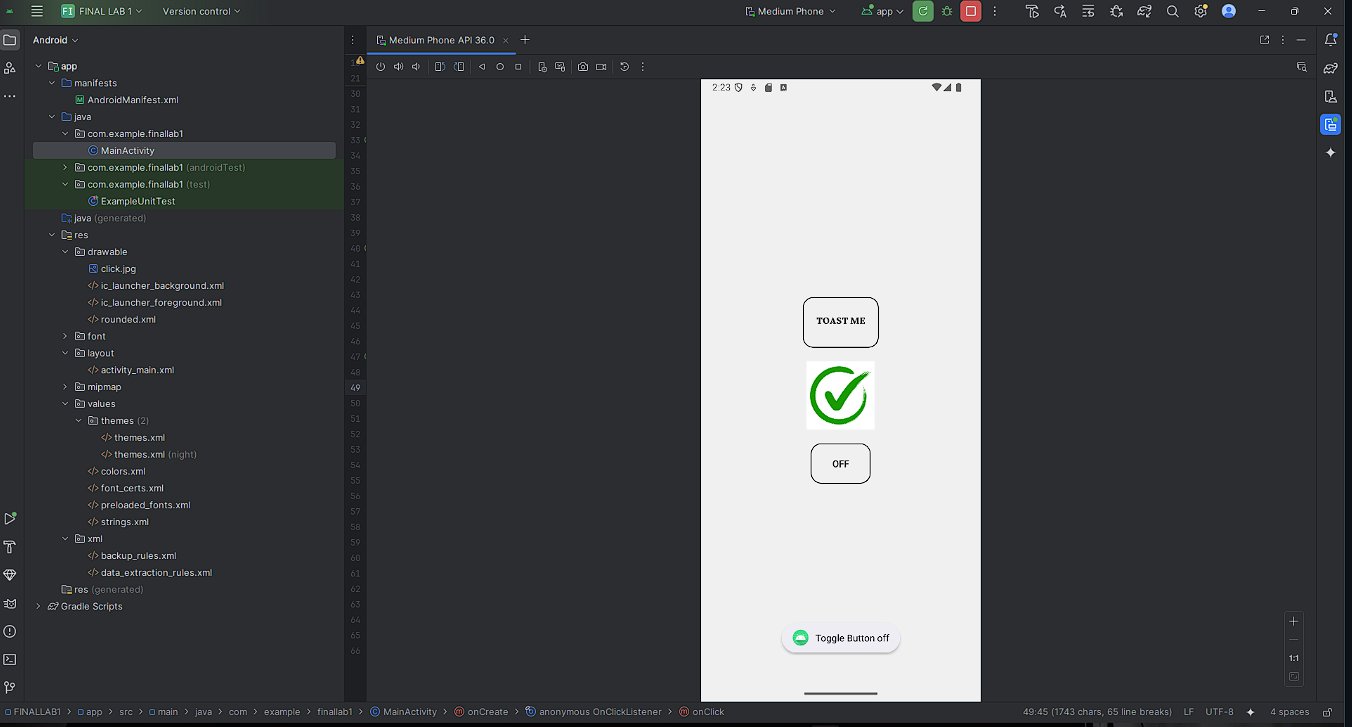 FI FINAL LAB 1 Version control Medium Phone app
Android Medium Phone API 36.0
app
manifests
AndroidManifest.xml
java
com.example.finallab1
MainActivity
com.example.finallab1 (androidTest)
com.example.finallab1 (test)
ExampleUnitTest
java (generated)
res
drawable
click.jpg
ic_launcher_background.xml
ic_launcher_foreground.xml
rounded.xml
font
layout
activity_main.xml
mipmap
values
themes (2)
themes.xml
themes.xml (night)
colors.xml
font_certs.xml
preloaded_fonts.xml
strings.xml
xml
backup_rules.xml
data_extraction_rules.xml
res (generated)
Gradle Scripts
21
30
31
32
33
34
35
36
37
38
39
40
41
42
43
44
45
46
47
48
49
50
51
52
53
54
55
56
57
58
59
60
61
62
63
64
65
66
2.23
TOAST ME
OFF
Toggle Button off
1:1
FINALLAB1 > app > src > main > java > com > example > finallab1 > MainActivity > onCreate > anonymous OnClickListener > onClick 49:45 (1743 chars, 65 line breaks) LF UTF-8 4 spaces